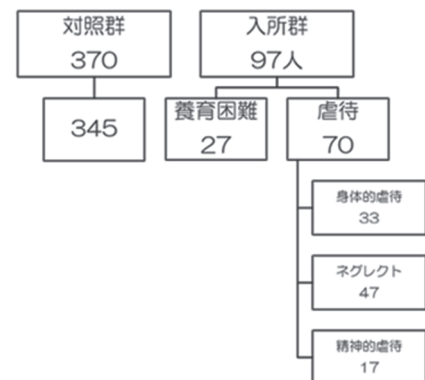 対照群
370
345
入所群
97人
養育困難
27
虐待
70
身体的虐待
33
ネグレクト
47
精神的虐待
17